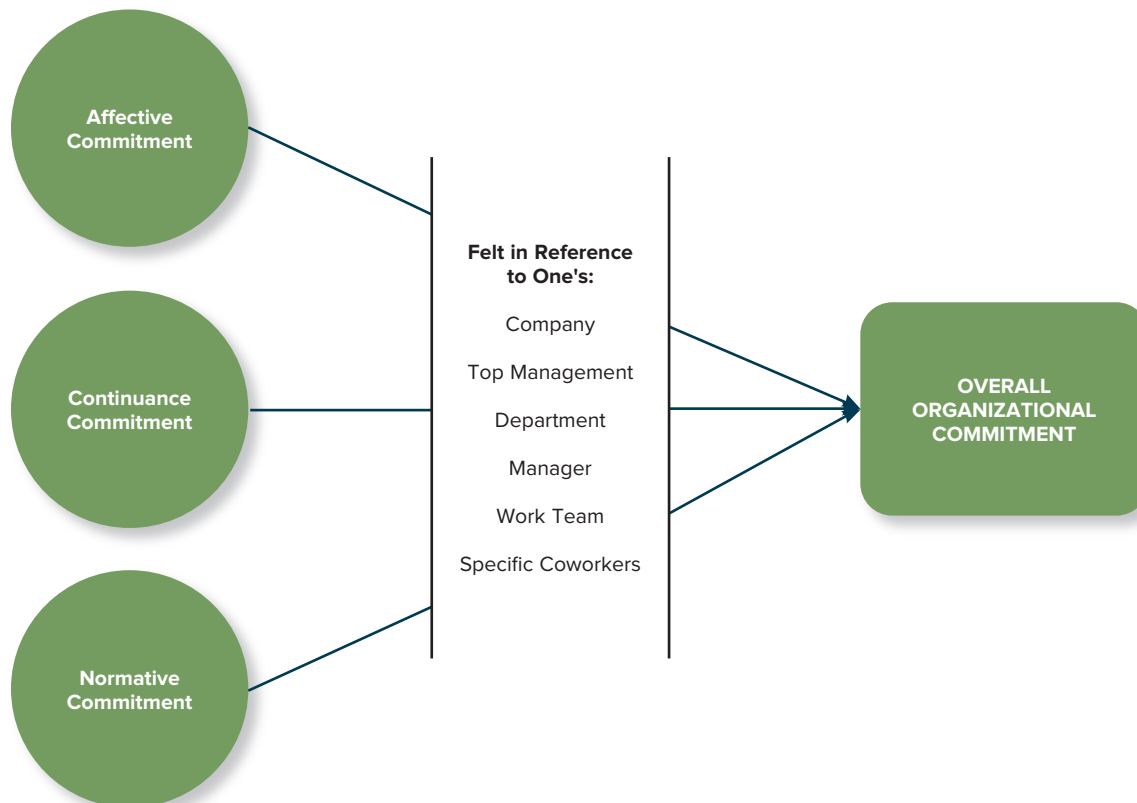 Affective
Commitment
Continuance
Commitment
Normative
Commitment
Felt in Reference
to One's:
Company
Top Management
Department
Manager
Work Team
Specific Coworkers
OVERALL
ORGANIZATIONAL
COMMITMENT